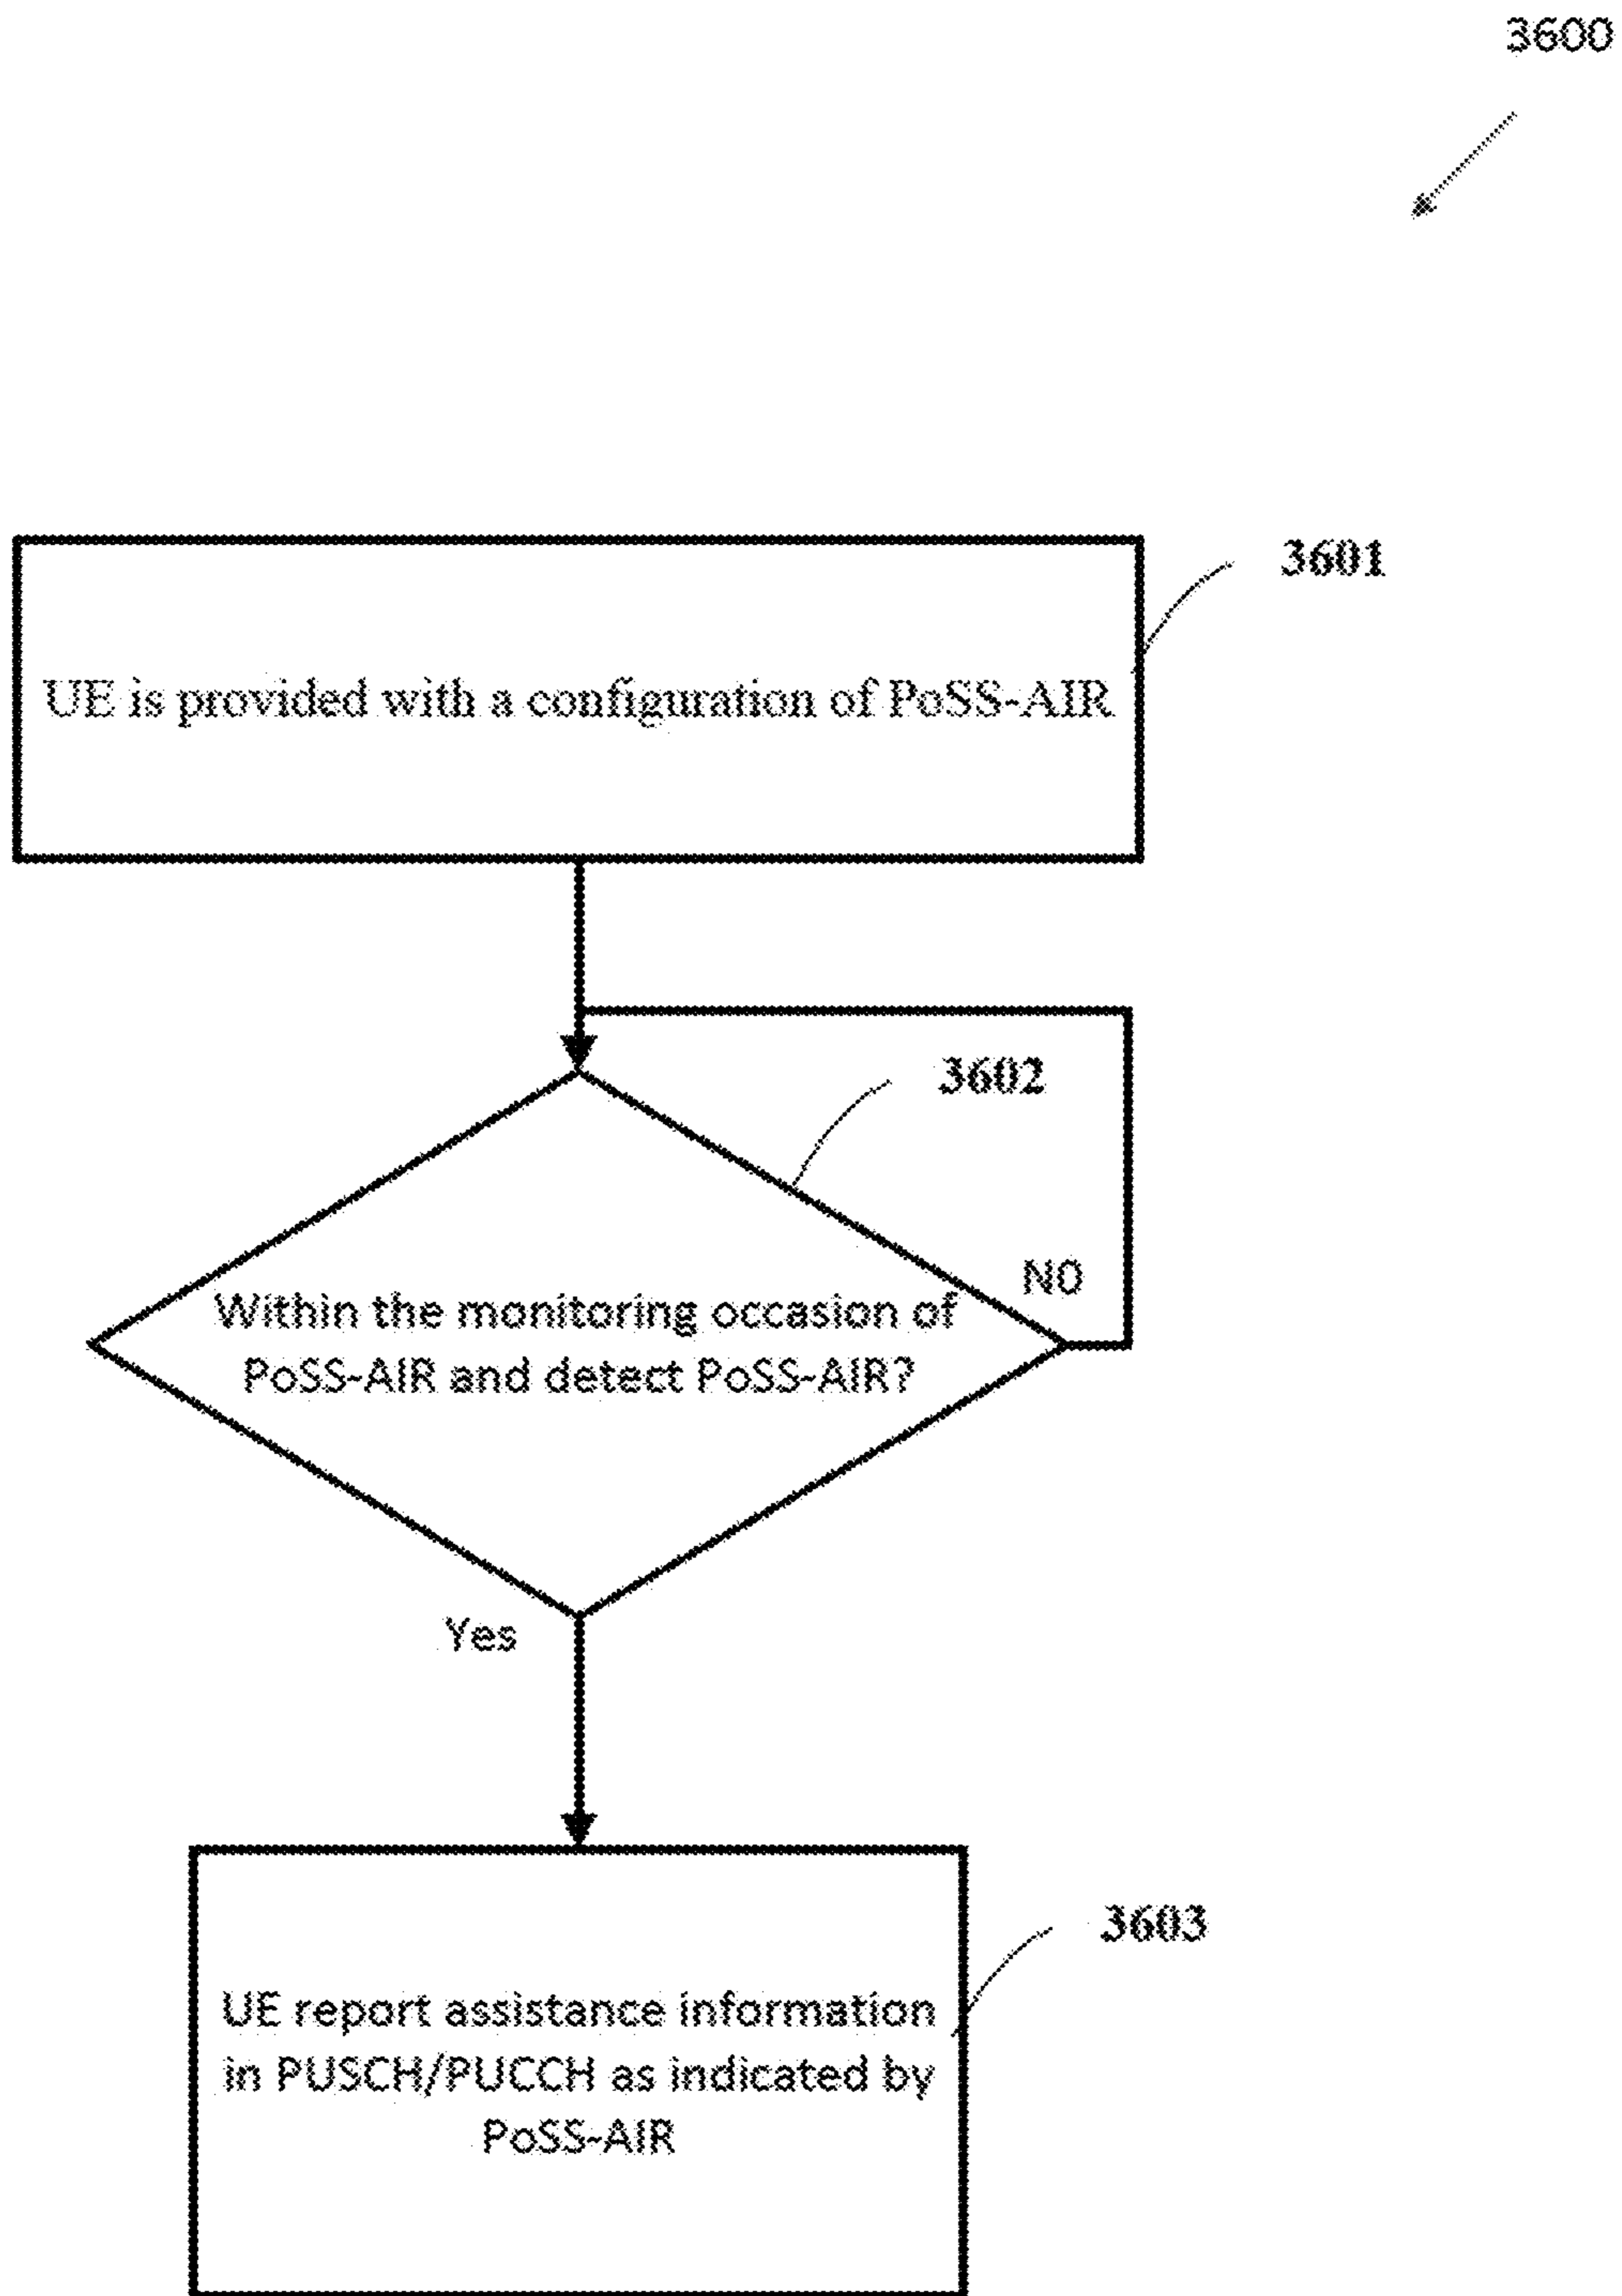 3600
3601
UE is provided with a configuration of PoSS-AIR
3602
NO
Within the monitoring occasion of
PoSS-AIR and detect PoSS-AIR?
Yes
3603
UE report assistance information
in PUSCH/PUCCH as indicated by
PoSS-AIR